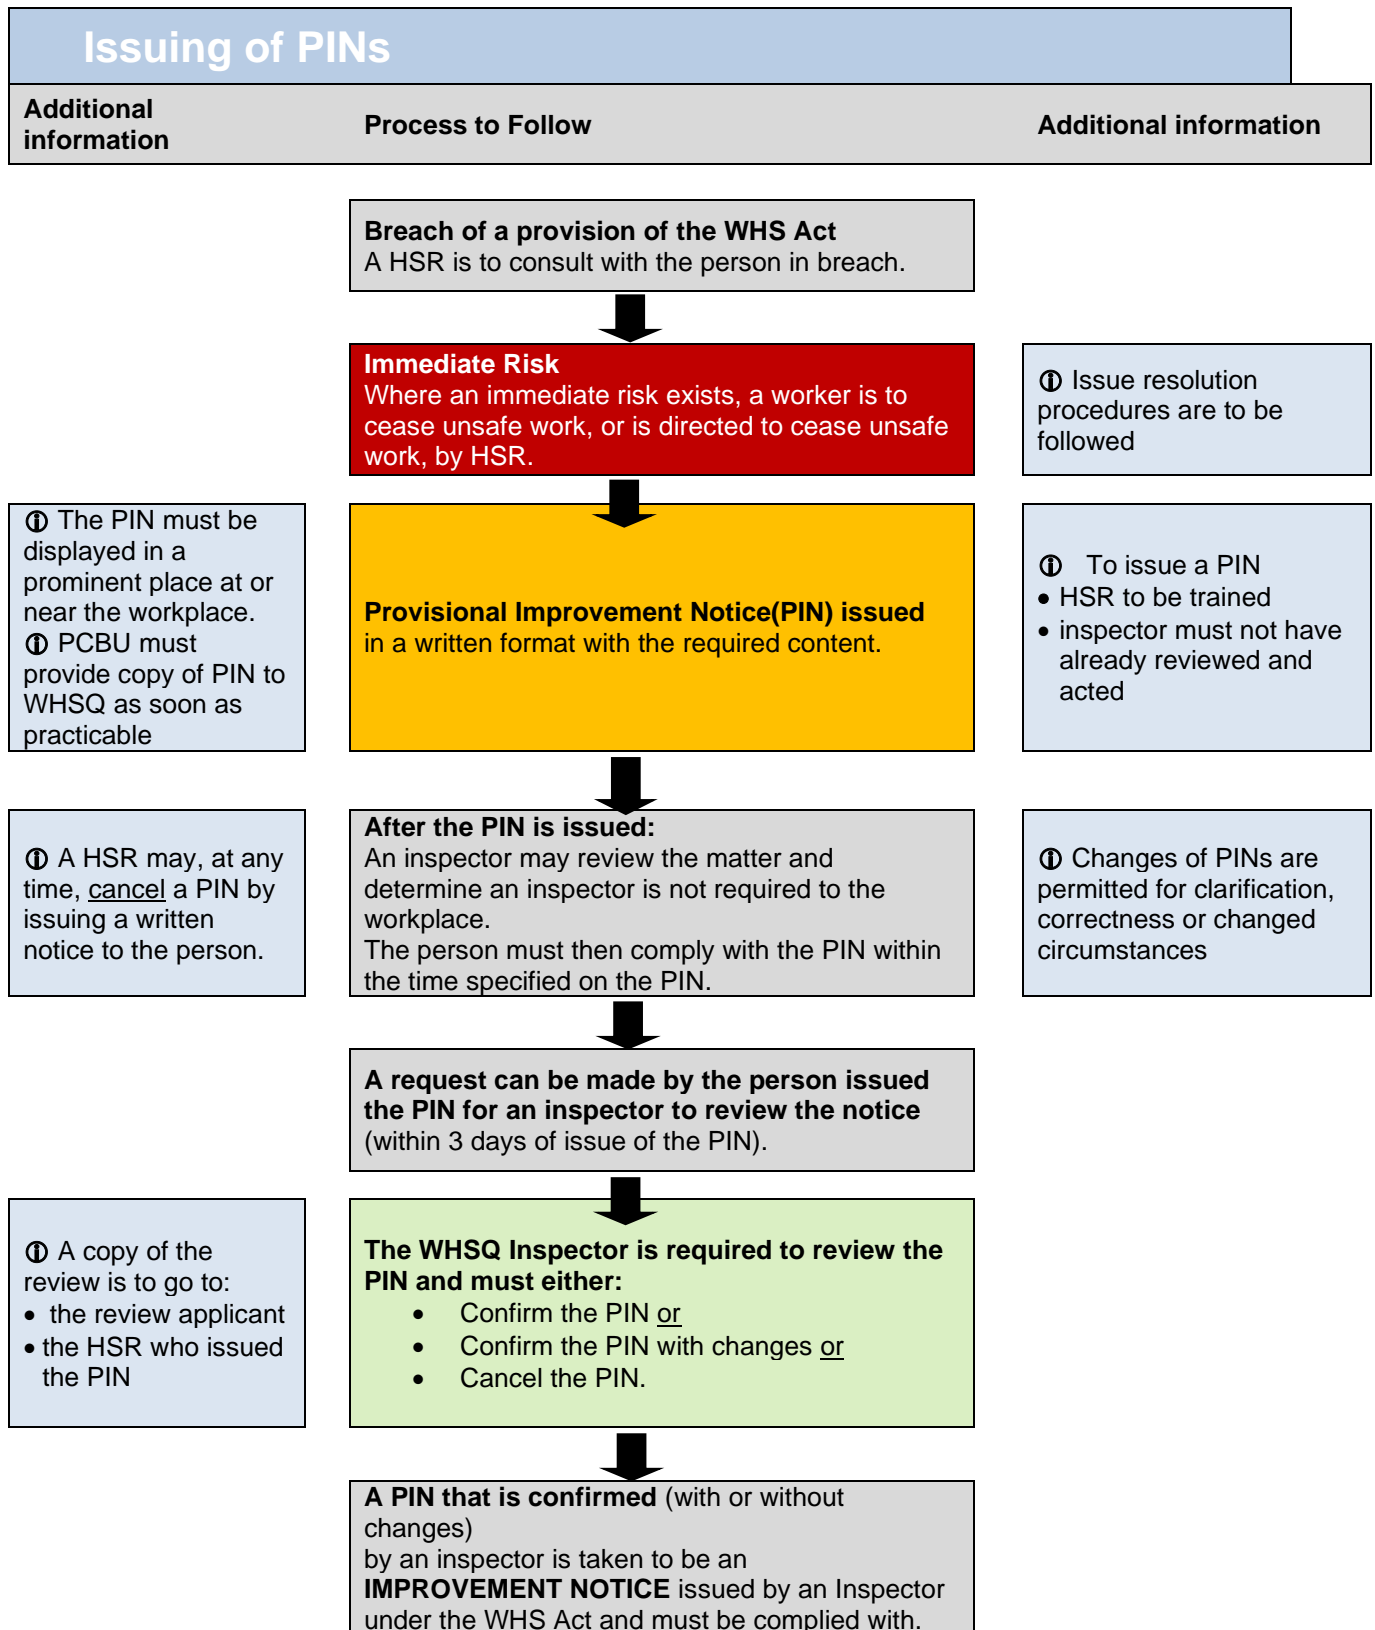 Issuing of PINs
Additional
information
Process to Follow
Additional information
Breach of a provision of the WHS Act
A HSR is to consult with the person in breach.
Immediate Risk
Where an immediate risk exists, a worker is to
cease unsafe work, or is directed to cease unsafe
work, by HSR.
🛈 Issue resolution
procedures are to be
followed
🛈 The PIN must be
displayed in a
prominent place at or
near the workplace.
🛈 PCBU must
provide copy of PIN to
WHSQ as soon as
practicable
Provisional Improvement Notice(PIN) issued
in a written format with the required content.
🛈 To issue a PIN
• HSR to be trained
• inspector must not have
already reviewed and
acted
🛈 A HSR may, at any
time, cancel a PIN by
issuing a written
notice to the person.
After the PIN is issued:
An inspector may review the matter and
determine an inspector is not required to the
workplace.
The person must then comply with the PIN within
the time specified on the PIN.
🛈 Changes of PINs are
permitted for clarification,
correctness or changed
circumstances
A request can be made by the person issued
the PIN for an inspector to review the notice
(within 3 days of issue of the PIN).
🛈 A copy of the
review is to go to:
• the review applicant
• the HSR who issued
the PIN
The WHSQ Inspector is required to review the
PIN and must either:
• Confirm the PIN or
• Confirm the PIN with changes or
• Cancel the PIN.
A PIN that is confirmed (with or without
changes)
by an inspector is taken to be an
IMPROVEMENT NOTICE issued by an Inspector
under the WHS Act and must be complied with.